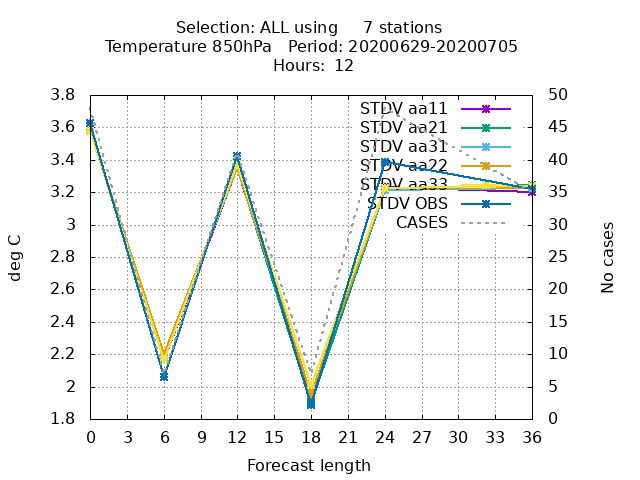 Selection: ALL using 7 stations
Temperature 850hPa Period: 20200629-20200705
Hours: 12
3.8
3.6
3.4
3.2
3
2.8
2.6
2.4
2.2
2
1.8
deg C
50
45
40
35
30
25
20
15
10
5
0
No cases
STDV aa11
STDV aa21
STDV aa31
STDV aa22
STDV aa33
STDV OBS
CASES
0 3 6 9 12 15 18 21 24 27 30 33 36
Forecast length